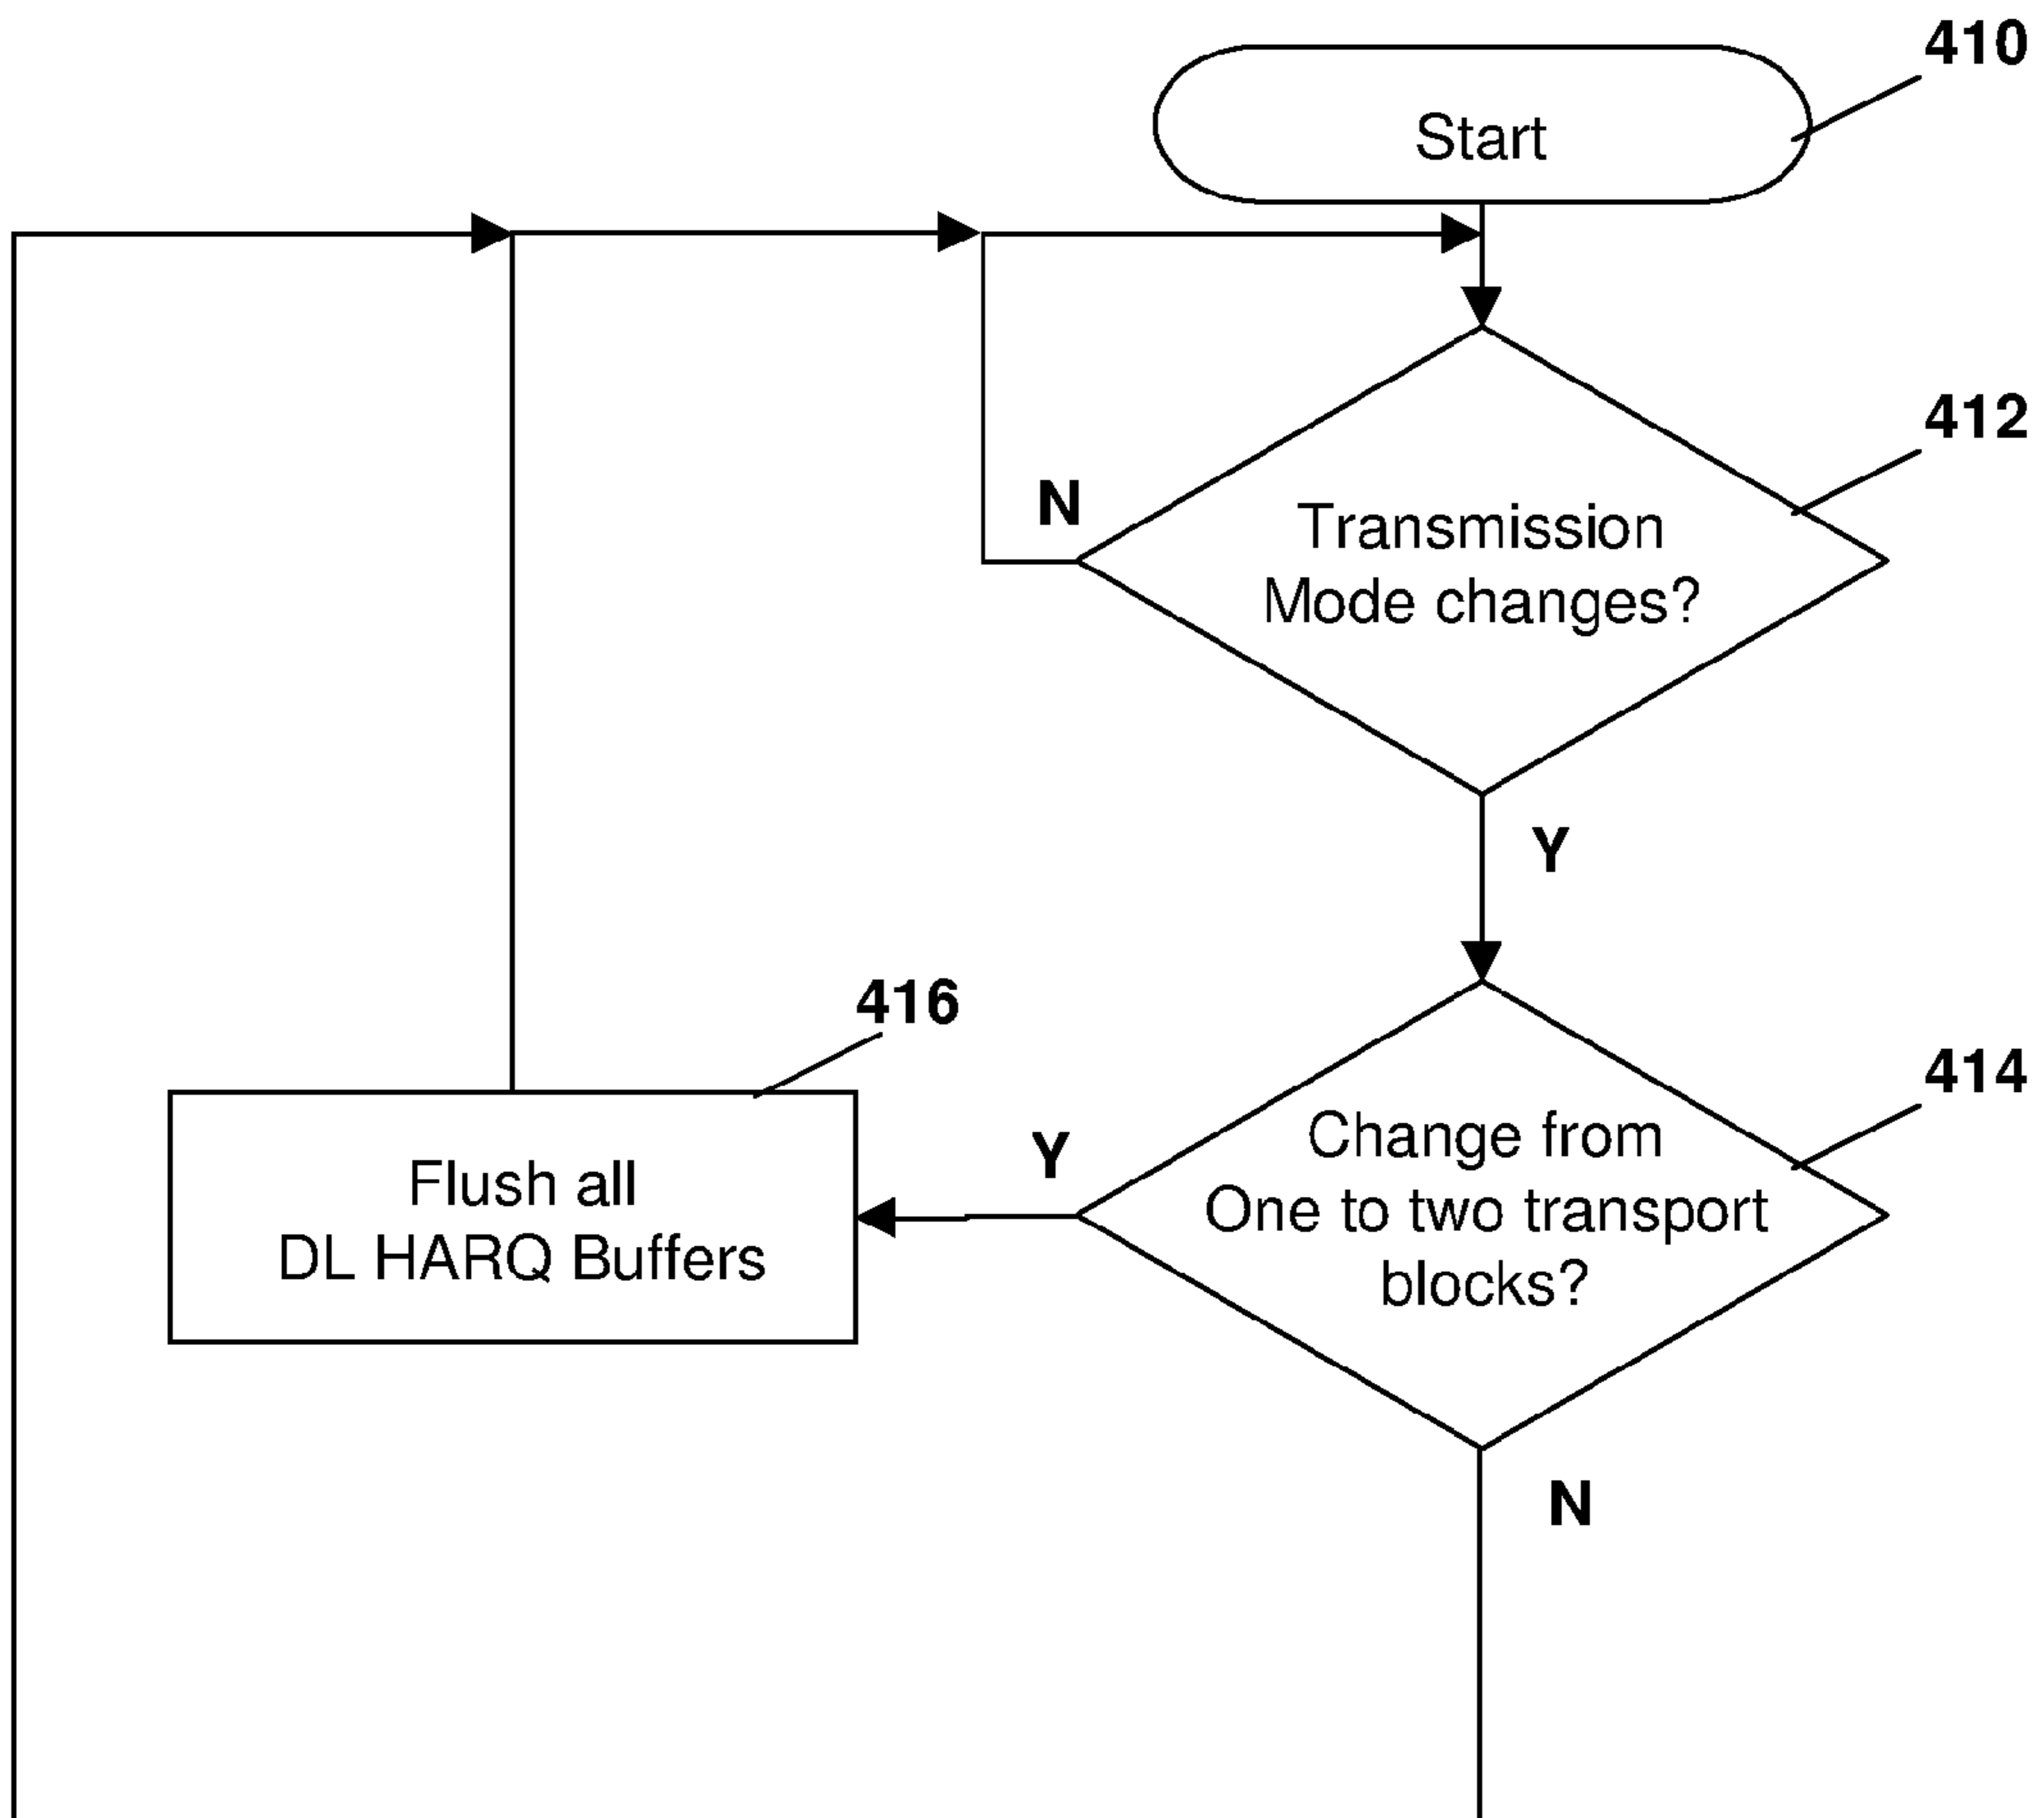 410
Start
412
N
Transmission
Mode changes?
Y
416
414
Flush all
DL HARQ Buffers
Y
Change from
One to two transport
blocks?
N